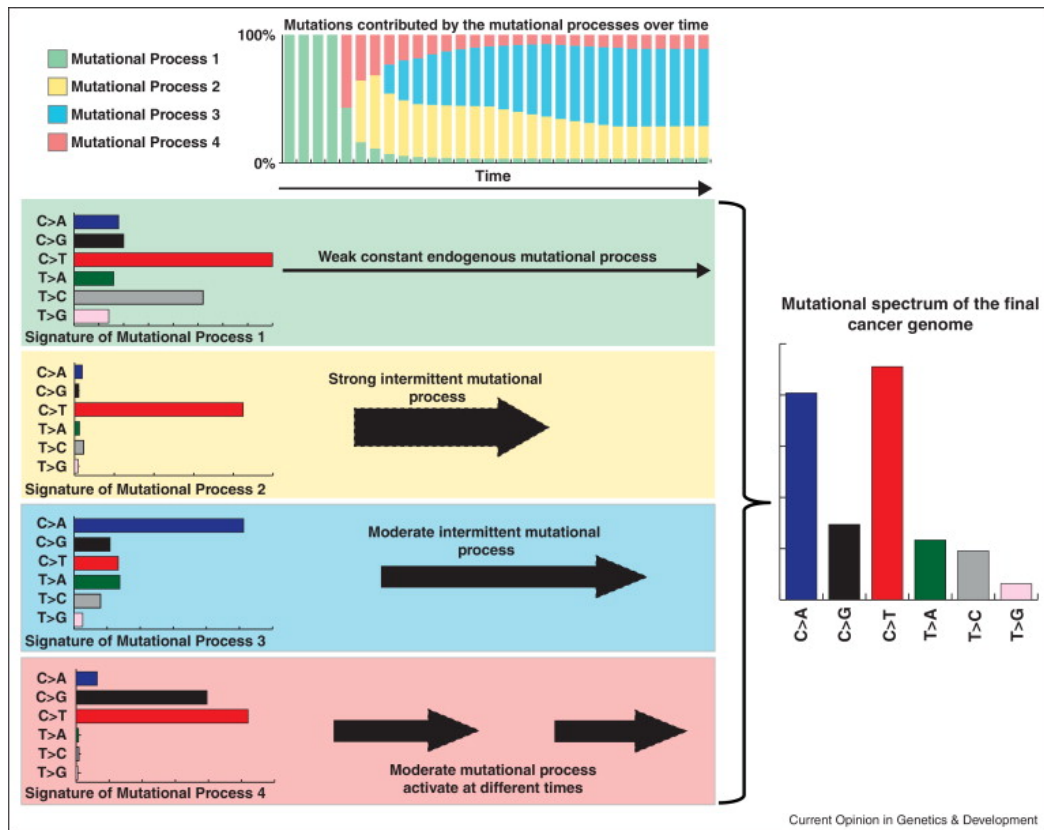 Mutations contributed by the mutational processes over time
100%
Mutational Process 1
Mutational Process 2
Mutational Process 3
Mutational Process 4
0%
Time
C>A
C>G
C>T
T>A
T>C
T>G
Signature of Mutational Process 1
Weak constant endogenous mutational process
C>A
C>G
C>T
T>A
T>C
T>G
Signature of Mutational Process 2
Strong intermittent mutational
process
C>A
C>G
C>T
T>A
T>C
T>G
Signature of Mutational Process 3
Moderate intermittent mutational
process
C>A
C>G
C>T
T>A
T>C
T>G
Signature of Mutational Process 4
Moderate mutational process
activate at different times
Mutational spectrum of the final
cancer genome
C>A
C>G
C>T
T>A
T>C
T>G
Current Opinion in Genetics & Development